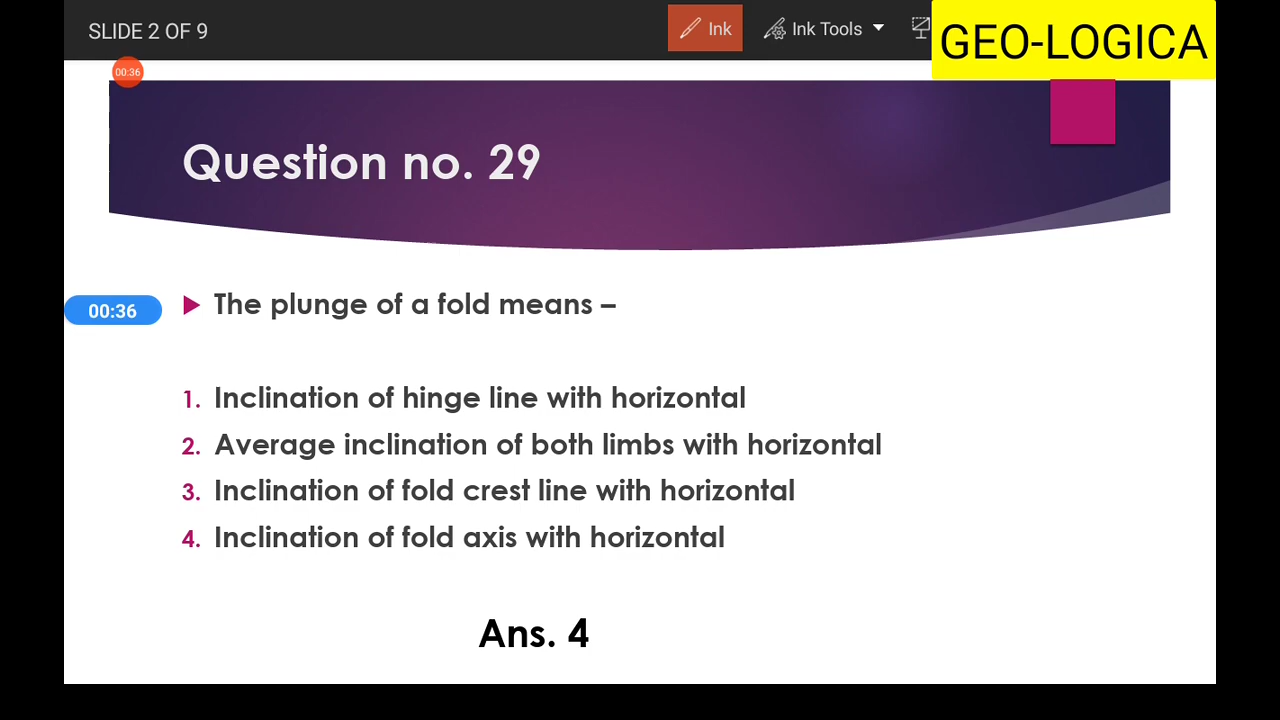 SLIDE 2 OF 9
Ink
Ink Tools
GEO-LOGICA
00:36
Question no. 29
00:36
The plunge of a fold means –
1. Inclination of hinge line with horizontal
2. Average inclination of both limbs with horizontal
3. Inclination of fold crest line with horizontal
4. Inclination of fold axis with horizontal
Ans. 4